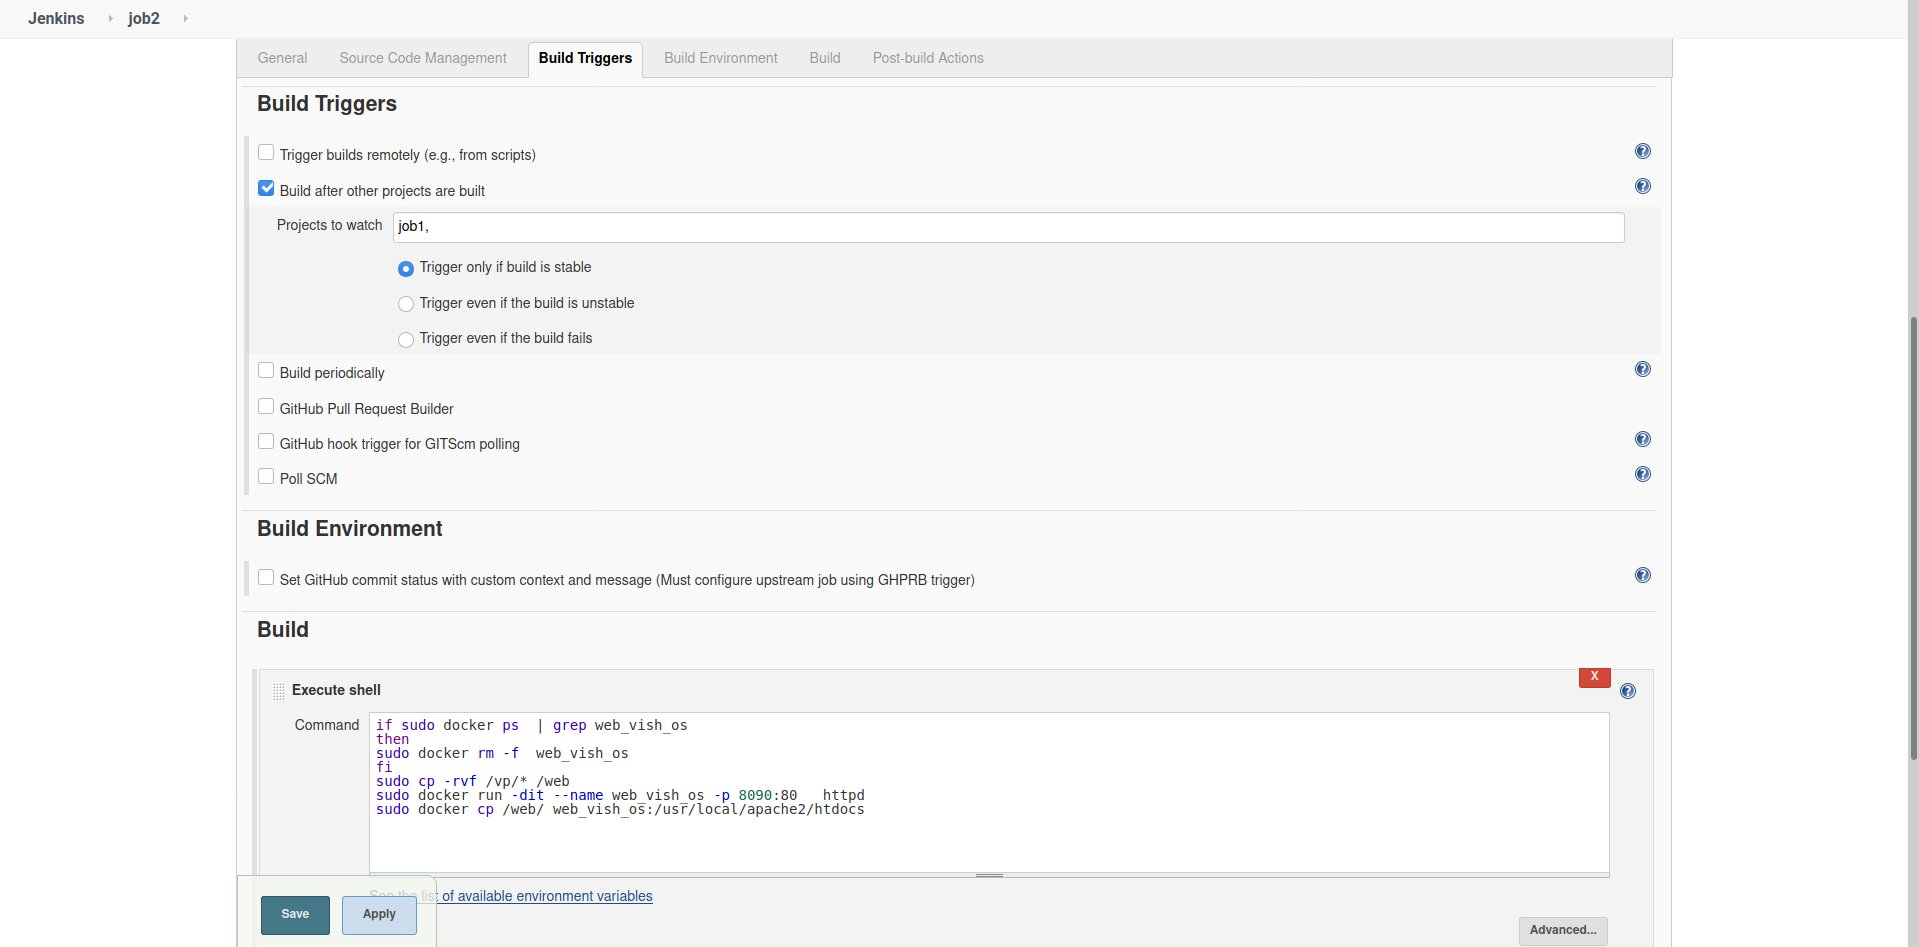 Jenkins job2
General Source Code Management Build Triggers Build Environment Build Post-build Actions
Build Triggers
Trigger builds remotely (e.g., from scripts)
Build after other projects are built
Projects to watch job1,
Trigger only if build is stable
Trigger even if the build is unstable
Trigger even if the build fails
Build periodically
GitHub Pull Request Builder
GitHub hook trigger for GITScm polling
Poll SCM
Build Environment
Set GitHub commit status with custom context and message (Must configure upstream job using GHPRB trigger)
Build
X
Execute shell
Command
if sudo docker ps  | grep web_vish_os
then
sudo docker rm -f  web_vish_os
fi
sudo cp -rvf /vp/* /web
sudo docker run -dit --name web_vish_os -p 8090:80   httpd
sudo docker cp /web/ web_vish_os:/usr/local/apache2/htdocs
See the list of available environment variables
Save Apply
Advanced...